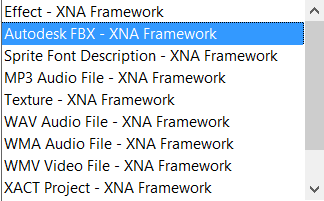 Effect - XNA Framework
Autodesk FBX - XNA Framework
Sprite Font Description - XNA Framework
MP3 Audio File - XNA Framework
Texture - XNA Framework
WAV Audio File - XNA Framework
WMA Audio File - XNA Framework
WMV Video File - XNA Framework
XACT Project - XNA Framework